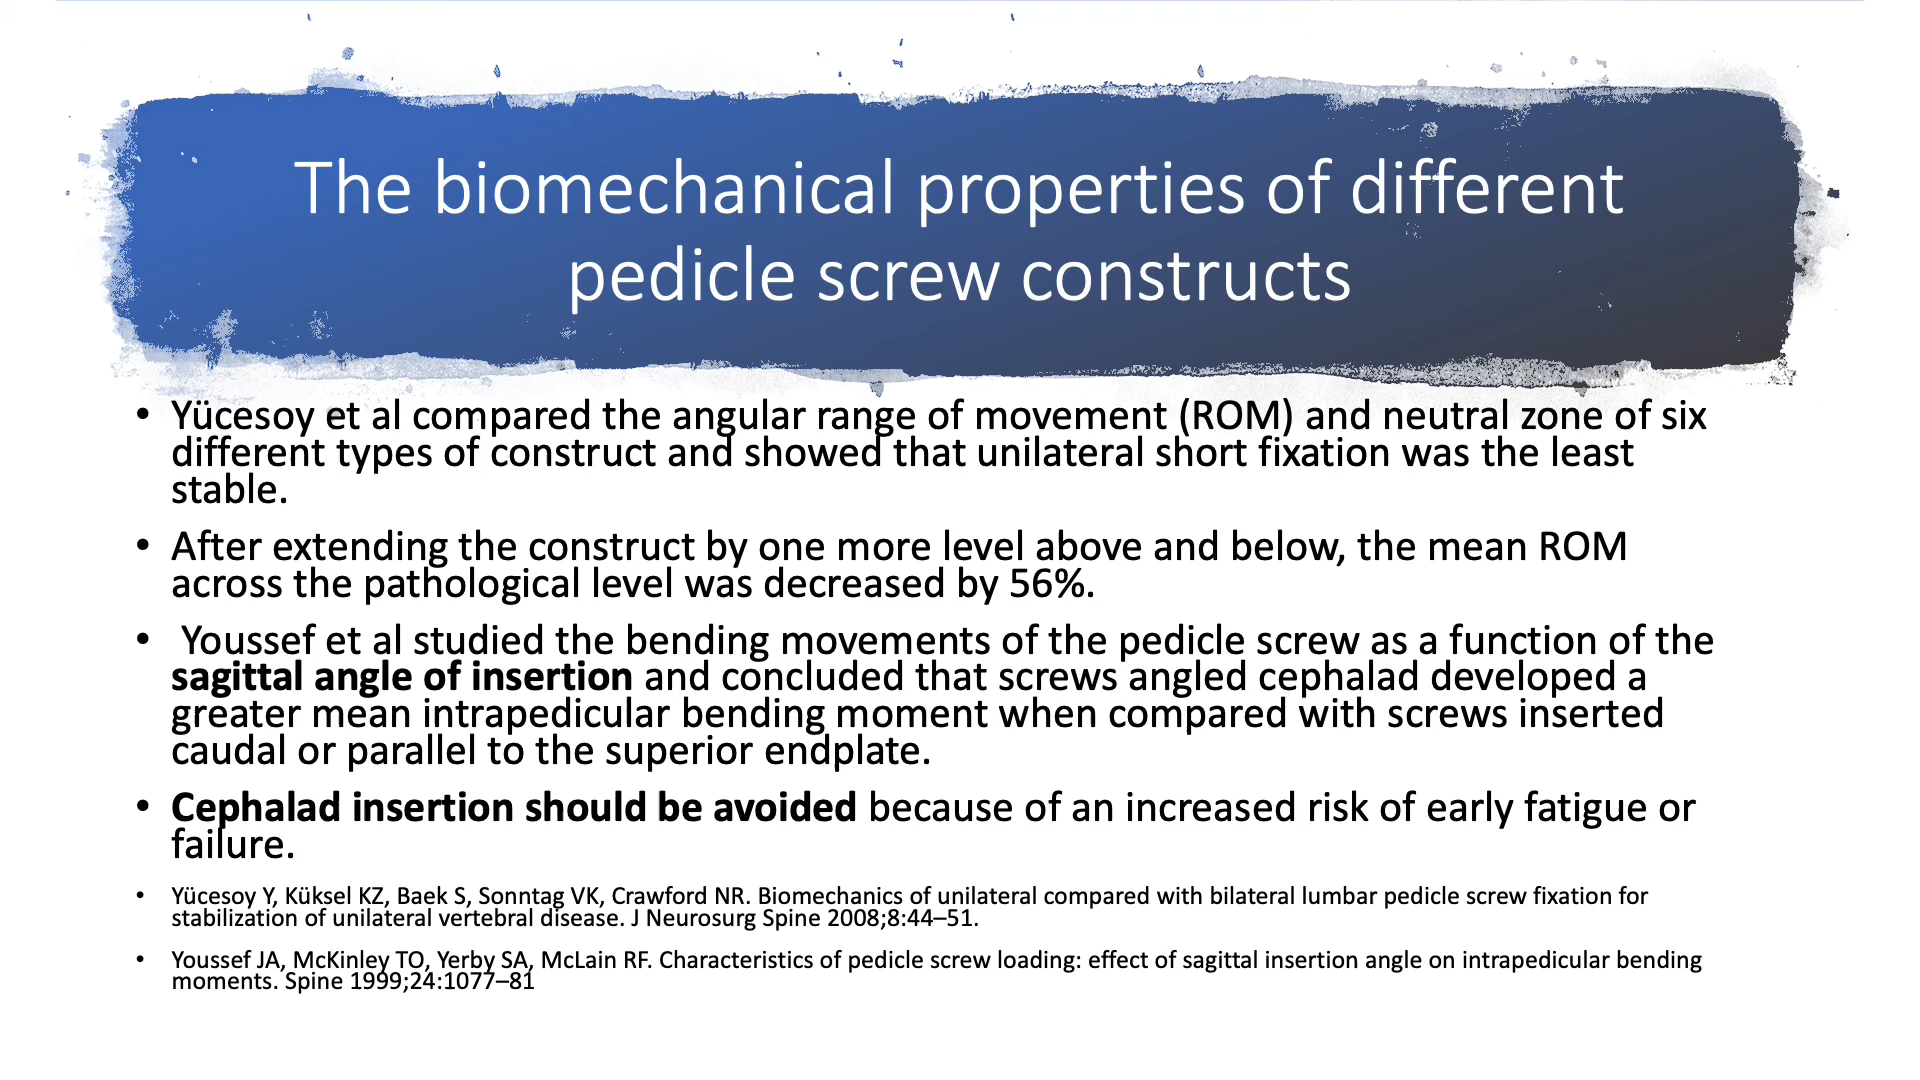 The biomechanical properties of different
pedicle screw constructs
• Yücesoy et al compared the angular range of movement (ROM) and neutral zone of six
different types of construct and showed that unilateral short fixation was the least
stable.
• After extending the construct by one more level above and below, the mean ROM
across the pathological level was decreased by 56%.
• Youssef et al studied the bending movements of the pedicle screw as a function of the
sagittal angle of insertion and concluded that screws angled cephalad developed a
greater mean intrapedicular bending moment when compared with screws inserted
caudal or parallel to the superior endplate.
• Cephalad insertion should be avoided because of an increased risk of early fatigue or
failure.
• Yücesoy Y, Küksel KZ, Baek S, Sonntag VK, Crawford NR. Biomechanics of unilateral compared with bilateral lumbar pedicle screw fixation for
stabilization of unilateral vertebral disease. J Neurosurg Spine 2008;8:44–51.
• Youssef JA, McKinley TO, Yerby SA, McLain RF. Characteristics of pedicle screw loading: effect of sagittal insertion angle on intrapedicular bending
moments. Spine 1999;24:1077–81